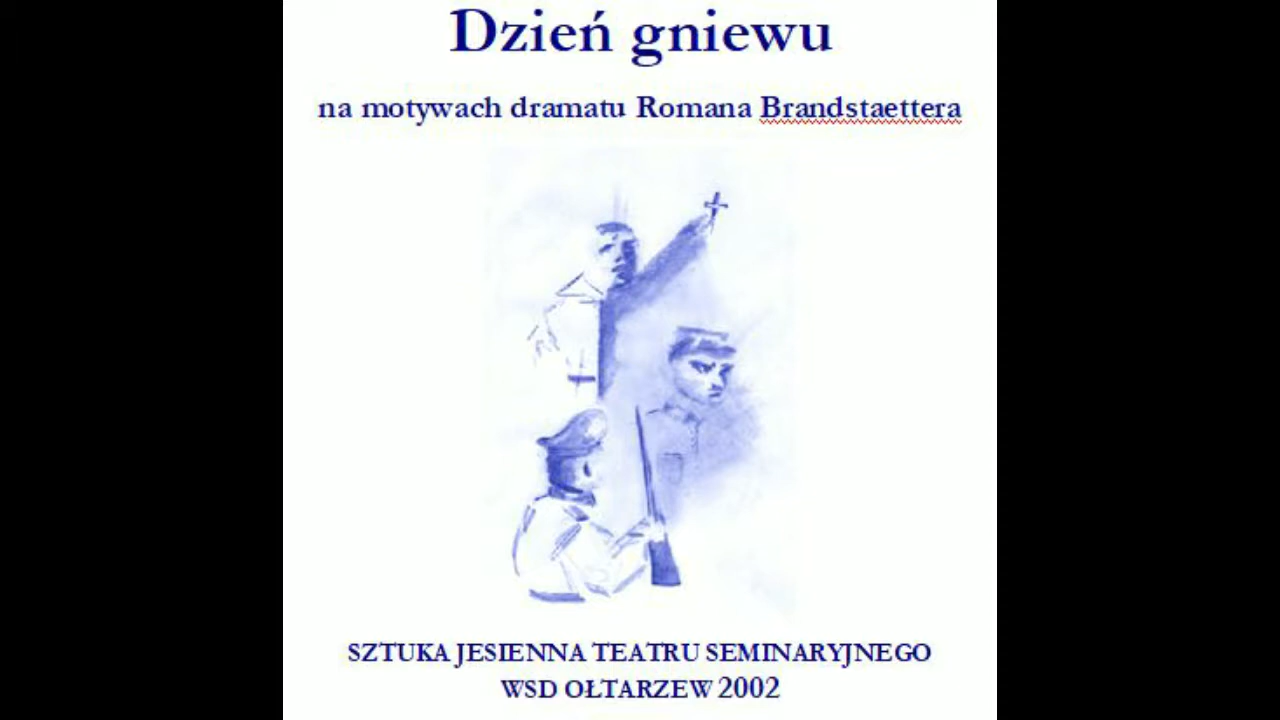 Dzień gniewu
na motywach dramatu Romana Brandstaettera
SZTUKA JESIENNA TEATRU SEMINARYJNEGO
WSD OŁTARZEW 2002